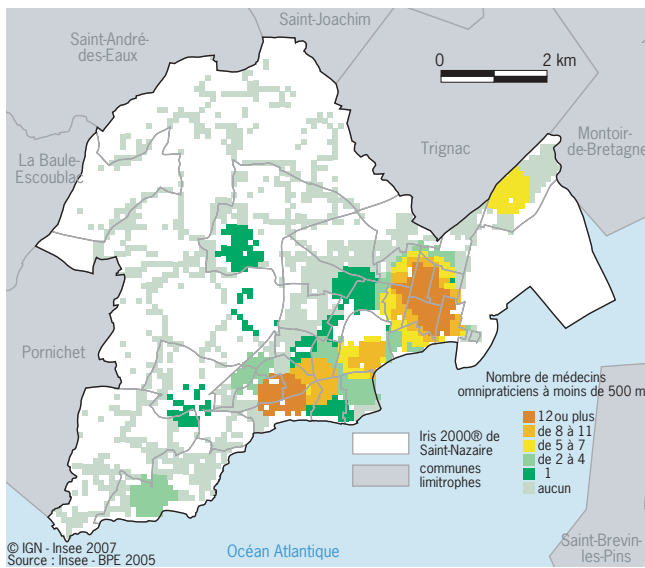 Saint-Joachim
Saint-André-
des-Eaux
0 2 km
Trignac
Montoir-
de-Bretagne
La Baule-
Escoublac
Pornichet
Nombre de médecins
omnipraticiens à moins de 500 m
12 ou plus
de 8 à 11
de 5 à 7
de 2 à 4
1
aucun
Iris 2000® de
Saint-Nazaire
communes
limitrophes
© IGN - Insee 2007
Source : Insee - BPE 2005
Océan Atlantique
Saint-Brevin-
les-Pins